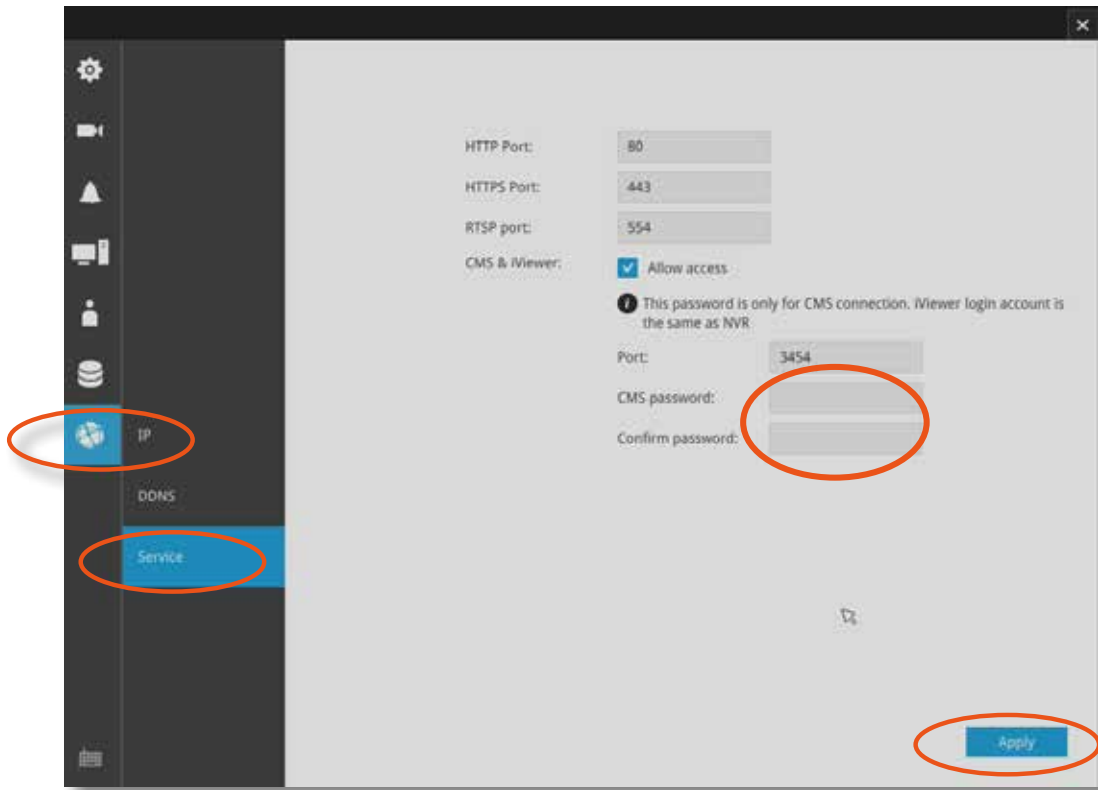 HTTP Port: 80
HTTPS Port: 443
RTSP port: 554
CMS & iViewer: Allow access
This password is only for CMS connection. iViewer login account is
the same as NVR
Port: 3454
CMS password:
Confirm password:
IP
DDNS
Service
Apply